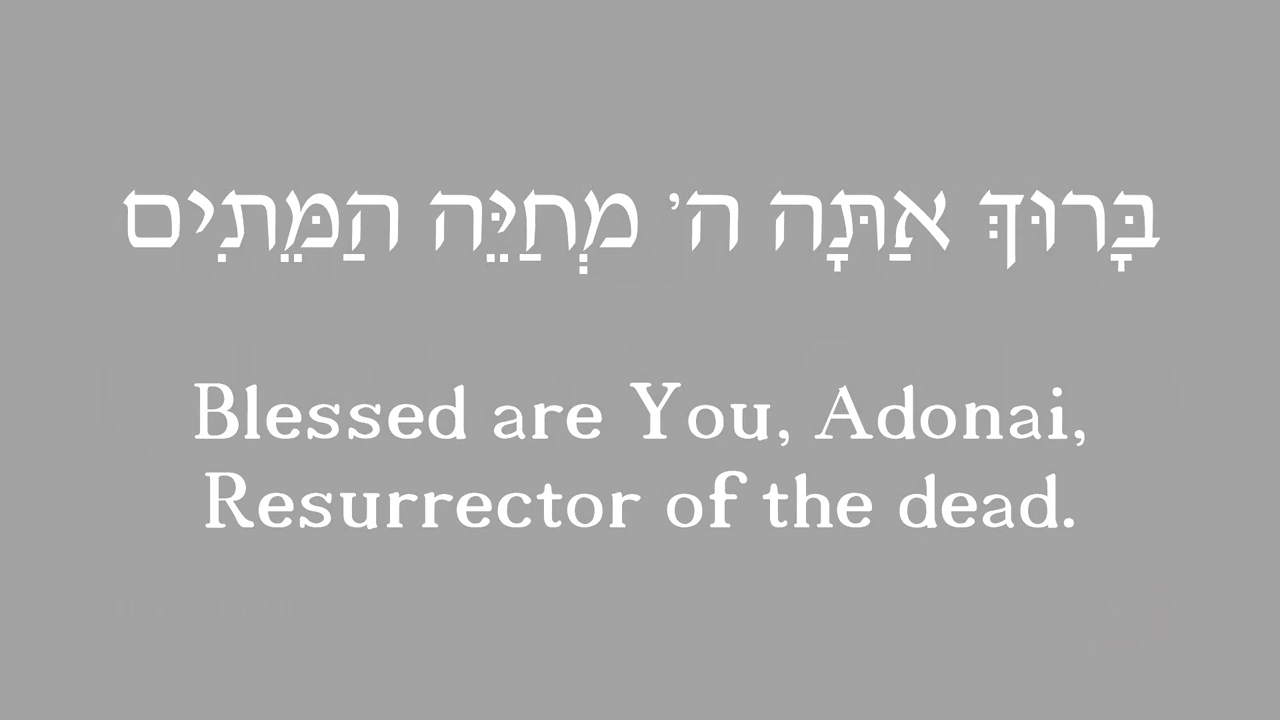 בָּרוּךְ אַתָּה ה׳ מְחַיֵּה הַמֵּתִים
Blessed are You, Adonai,
Resurrector of the dead.